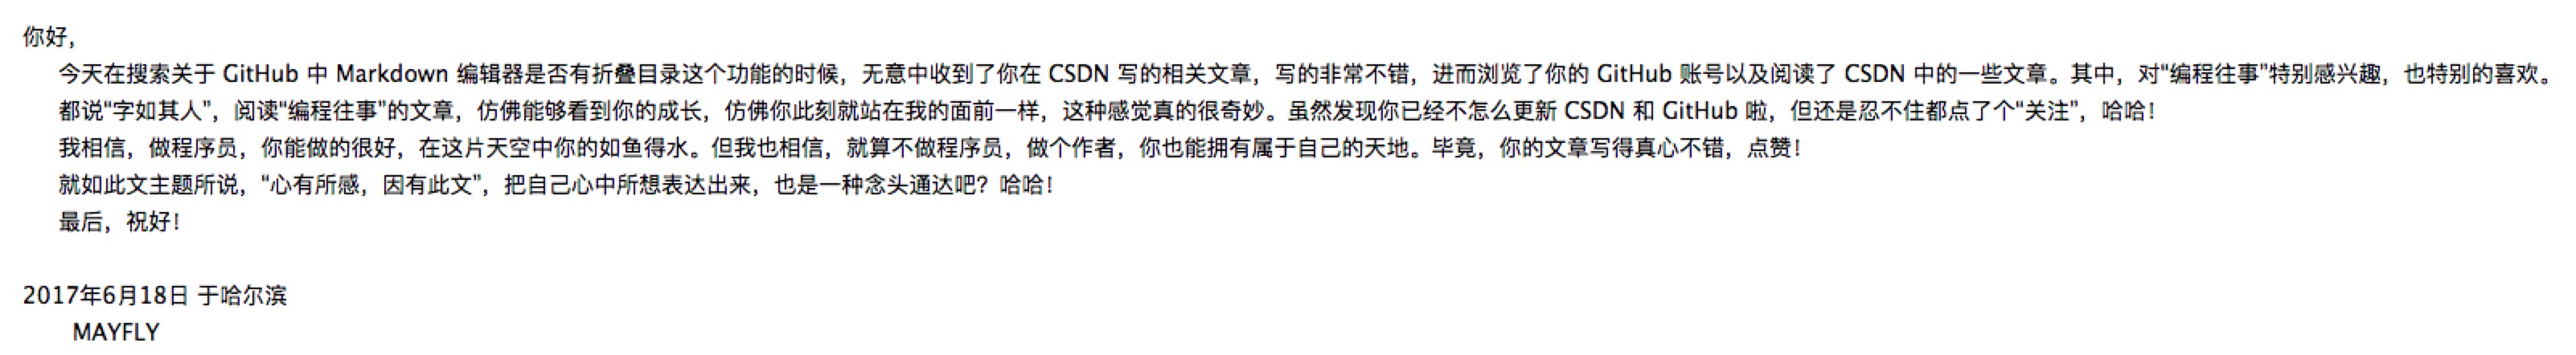 你好，
今天在搜索关于 GitHub 中 Markdown 编辑器是否有折叠目录这个功能的时候，无意中收到了你在 CSDN 写的相关文章，写的非常不错，进而浏览了你的 GitHub 账号以及阅读了 CSDN 中的一些文章。其中，对“编程往事”特别感兴趣，也特别的喜欢。
都说“字如其人”，阅读“编程往事”的文章，仿佛能够看到你的成长，仿佛你此刻就站在我的面前一样，这种感觉真的很奇妙。虽然发现你已经不怎么更新 CSDN 和 GitHub 啦，但还是忍不住都点了个“关注”，哈哈！
我相信，做程序员，你能做的很好，在这片天空中你的如鱼得水。但我也相信，就算不做程序员，做个作者，你也能拥有属于自己的天地。毕竟，你的文章写得真心不错，点赞！
就如此文主题所说，“心有所感，因有此文”，把自己心中所想表达出来，也是一种念头通达吧？哈哈！
最后，祝好！
2017年6月18日 于哈尔滨
MAYFLY